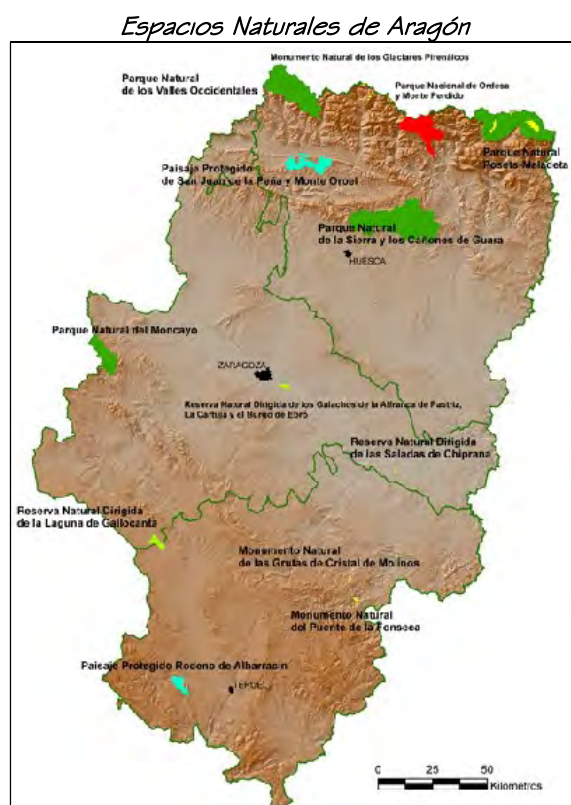 Espacios Naturales de Aragón
Monumento Natural de los Glaciares Pirenáicos
Parque Natural
de los Valles Occidentales
Parque Nacional de Ordesa
y Monte Perdido
Parque Natural
Posets-Maladeta
Paisaje Protegido
de San Juan de la Peña y Monte Oroel
Parque Natural
de la Sierra y los Cañones de Guara
HUESCA
Parque Natural del Moncayo
ZARAGOZA
Reserva Natural Dirigida de los Galachos de la Alfranca de Pastriz,
La Cartuja y el Burgo de Ebro
Reserva Natural Dirigida
de las Saladas de Chiprana
Reserva Natural Dirigida
de la Laguna de Gallocanta
Monumento Natural
de las Grutas de Cristal de Molinos
Monumento Natural
del Puente de la Fonseca
Paisaje Protegido Rodeno de Albarrasin
TERUEL
0 25 50
Kilometros